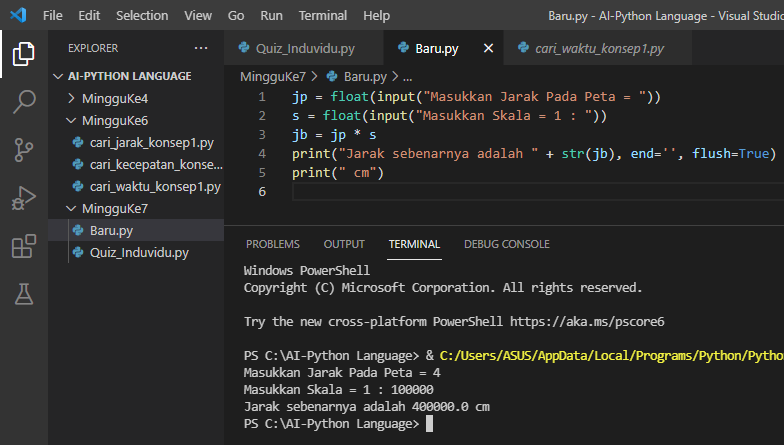 File Edit View Go Run Terminal Help Baru.py - AI-Python Language - Visual Studio
EXPLORER ... Quiz_Induvidu.py Baru.py cari_waktu_konsep1.py
AI-PYTHON LANGUAGE
MingguKe4
MingguKe6
cari_jarak_konsep1.py
cari_kecepatan_konse...
cari_waktu_konsep1.py
MingguKe7
Baru.py
Quiz_Induvidu.py
MingguKe7 > Baru.py > ...
1 jp = float(input("Masukkan Jarak Pada Peta = "))
2 s = float(input("Masukkan Skala = 1 : "))
3 jb = jp * s
4 print("Jarak sebenarnya adalah " + str(jb), end='', flush=True)
5 print(" cm")
6
PROBLEMS OUTPUT TERMINAL DEBUG CONSOLE
Windows PowerShell
Copyright (C) Microsoft Corporation. All rights reserved.
Try the new cross-platform PowerShell https://aka.ms/pscore6
PS C:\AI-Python Language> & C:/Users/ASUS/AppData/Local/Programs/Python/Pytho
Masukkan Jarak Pada Peta = 4
Masukkan Skala = 1 : 100000
Jarak sebenarnya adalah 400000.0 cm
PS C:\AI-Python Language>